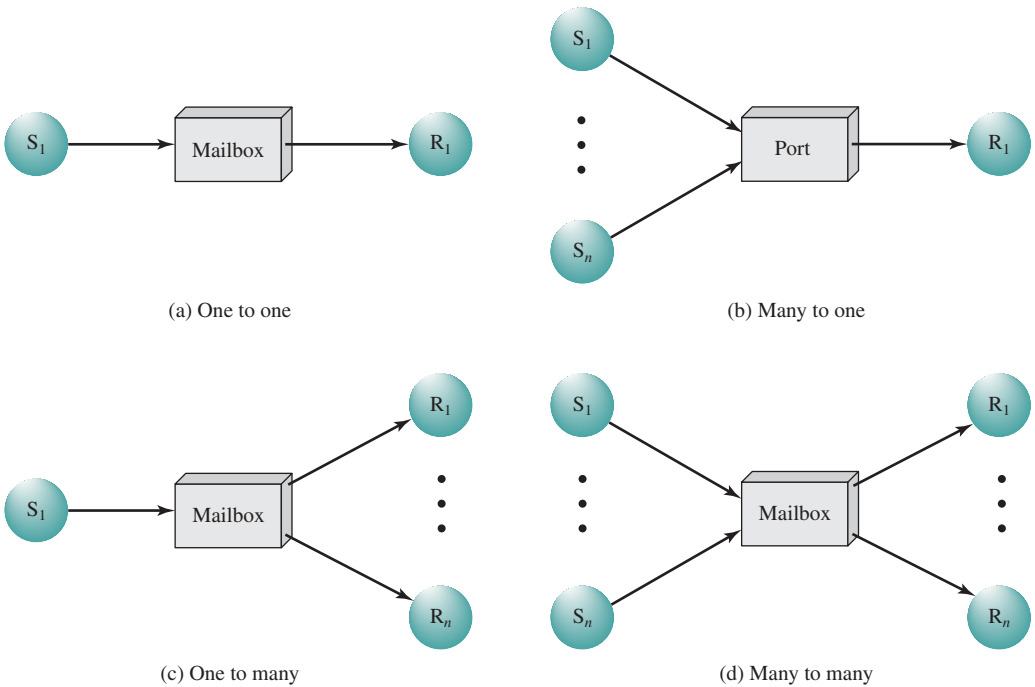 S₁
Mailbox
R₁
(a) One to one
S₁
Sₙ
Port
R₁
(b) Many to one
S₁
Mailbox
R₁
Rₙ
(c) One to many
S₁
Sₙ
Mailbox
R₁
Rₙ
(d) Many to many